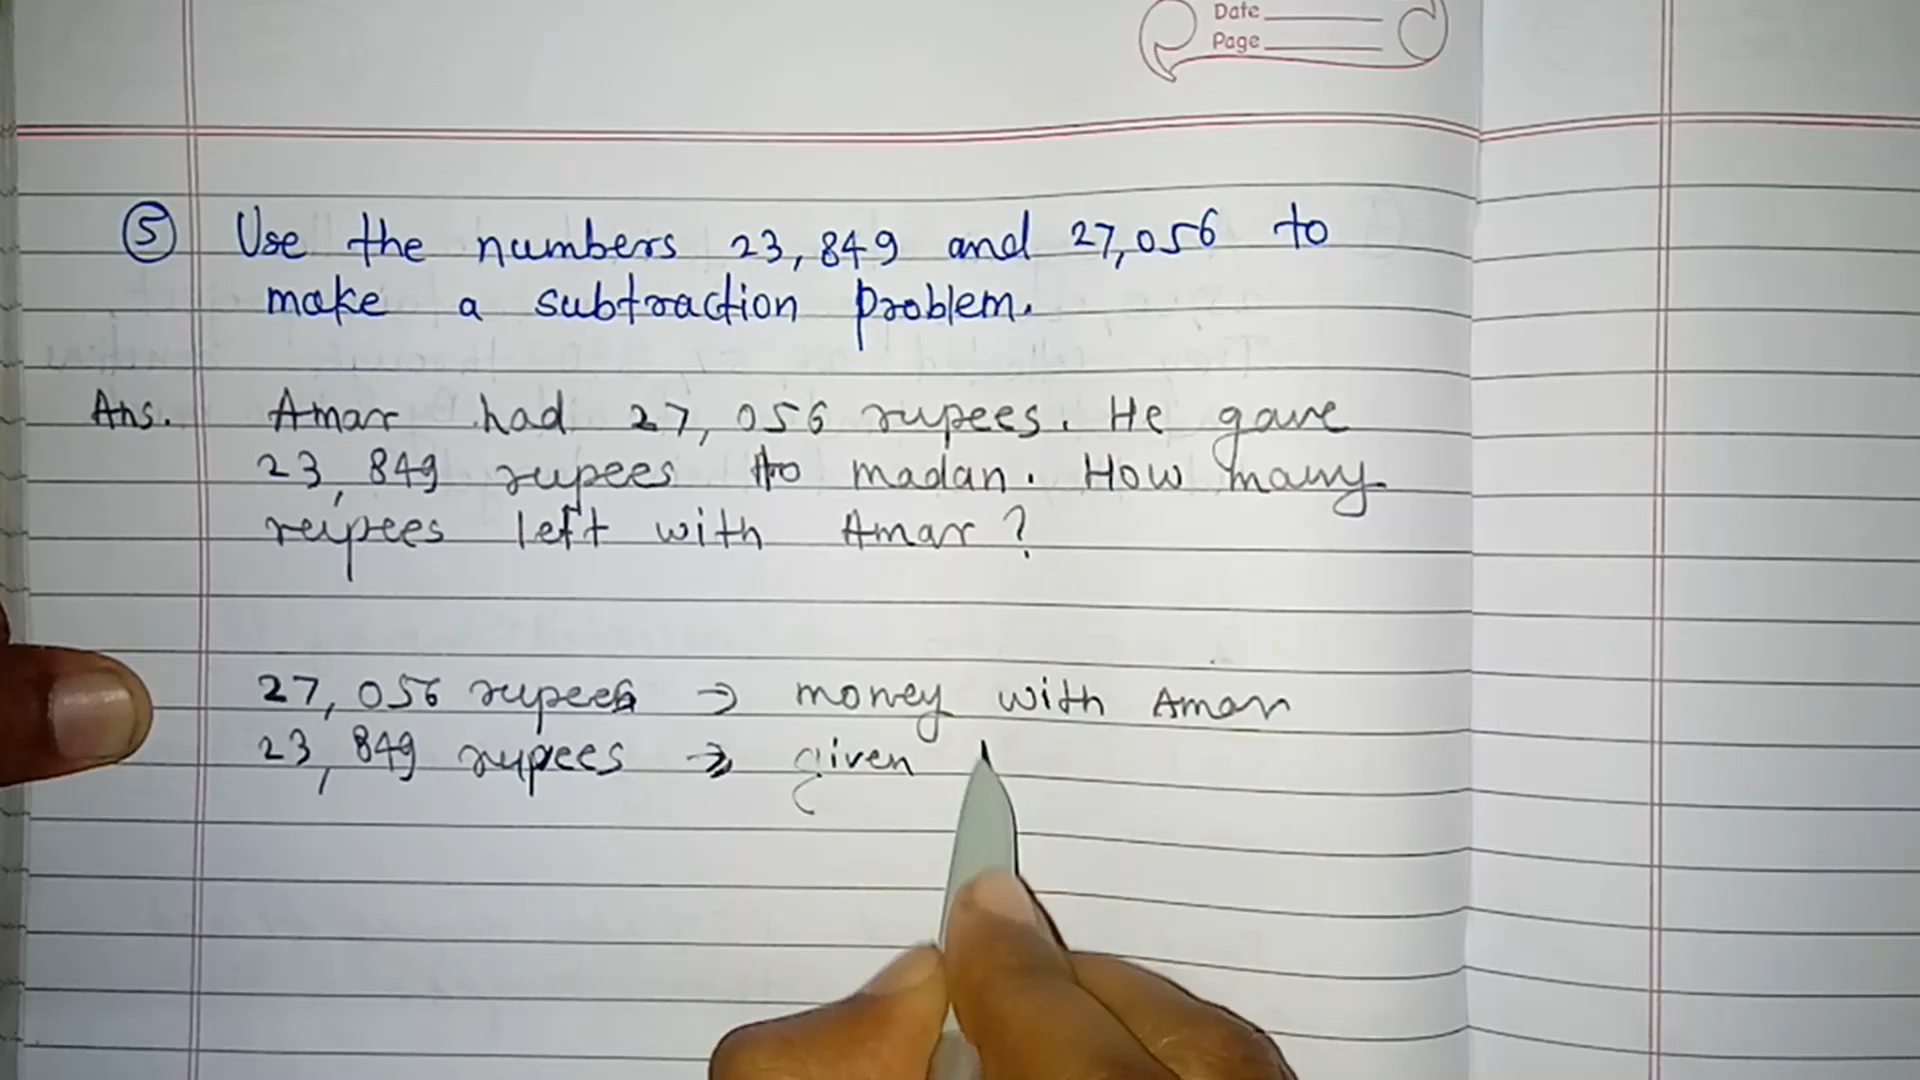 Date
Page
5 Use the numbers 23,849 and 27,056 to
make a subtraction problem.
Ans. Amar had 27,056 rupees. He gave
23,849 rupees to madan. How many
rupees left with Amar?
27,056 rupees → money with Amar
23,849 rupees → given